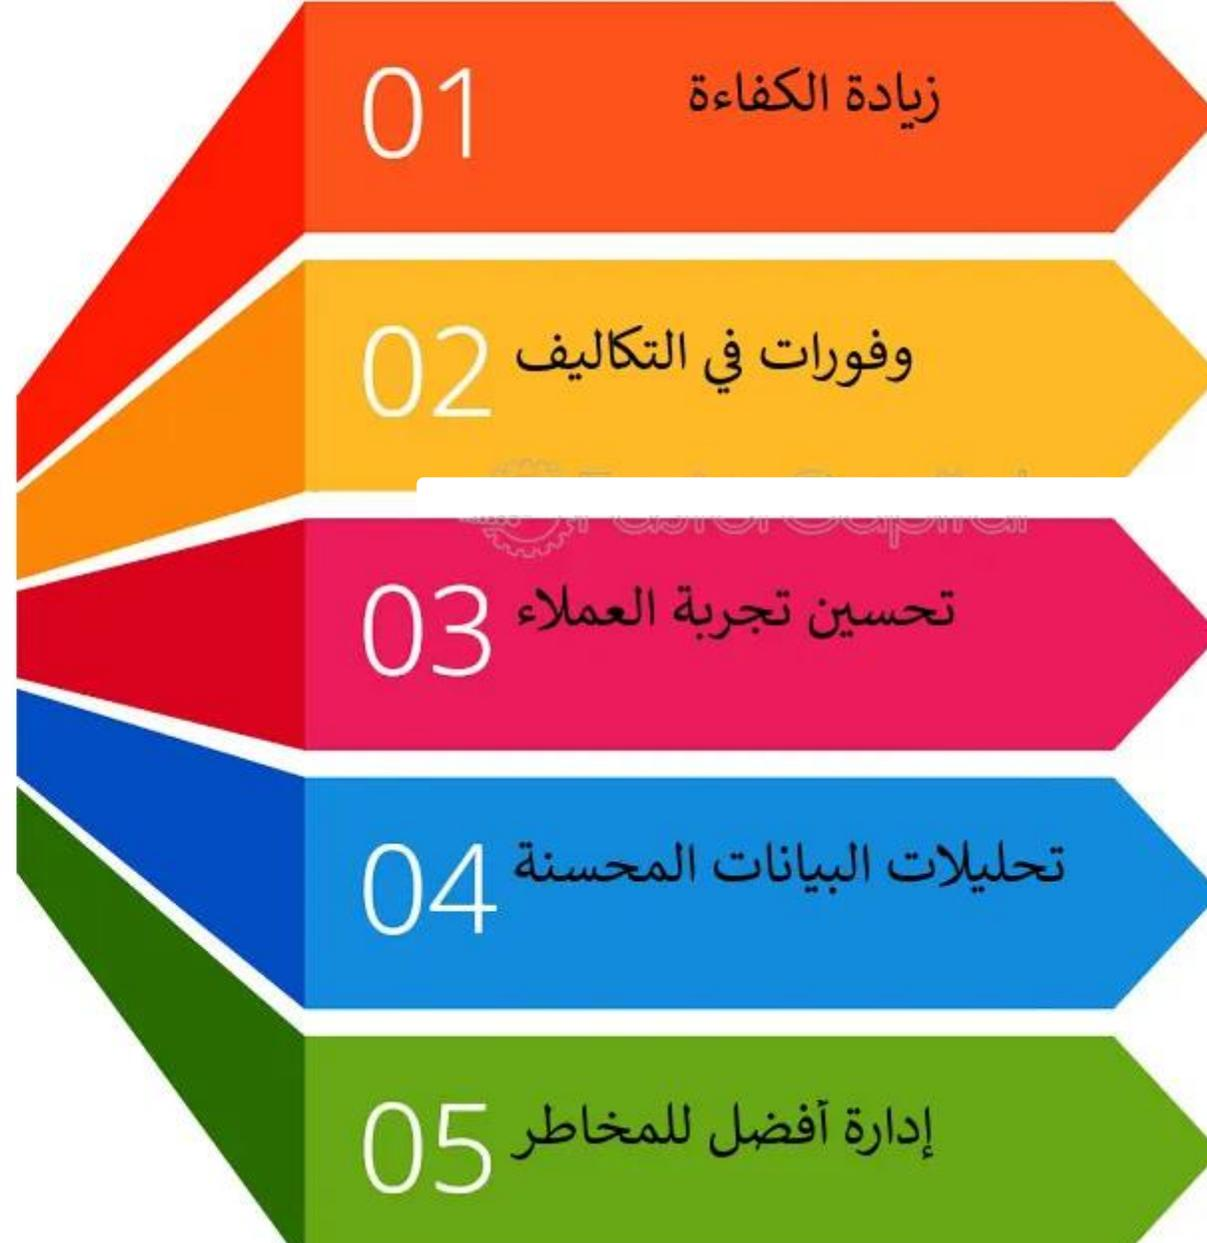 01 زيادة الكفاءة
02 وفورات في التكاليف
03 تحسين تجربة العملاء
04 تحليلات البيانات المحسنة
05 إدارة أفضل للمخاطر